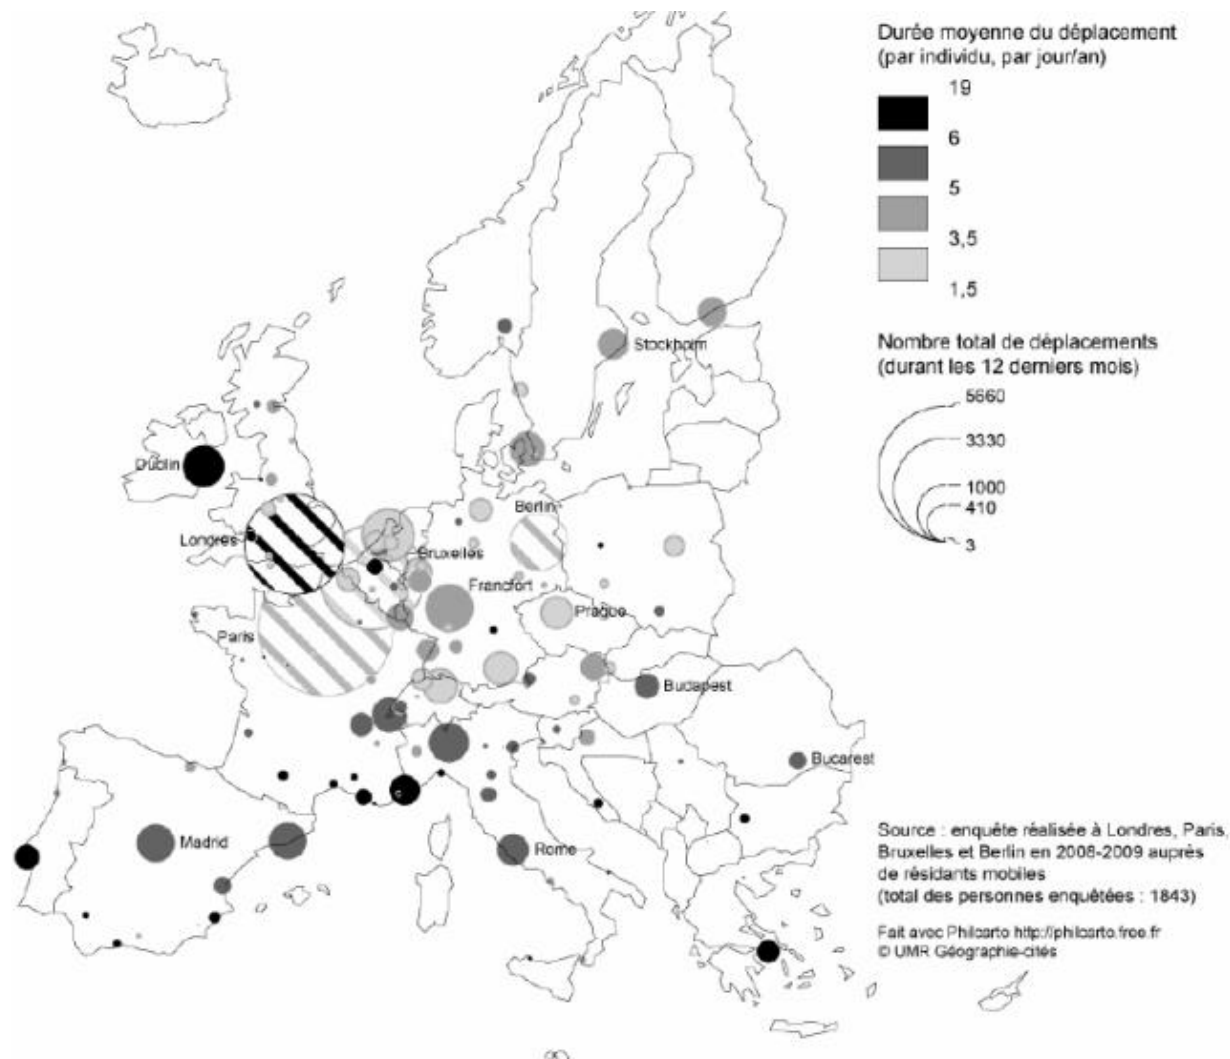 Durée moyenne du déplacement
(par individu, par jour/an)
19
6
5
3,5
1,5
Nombre total de déplacements
(durant les 12 derniers mois)
5660
3330
1000
410
3
Stockholm
Dublin
Londres
Berlin
Bruxelles
Francfort
Prague
Paris
Budapest
Bucarest
Madrid
Rome
Source : enquête réalisée à Londres, Paris,
Bruxelles et Berlin en 2008-2009 auprès
de résidants mobiles
(total des personnes enquêtées : 1843)
Fait avec Philcarto http://philcarto.free.fr
© UMR Géographie-cités